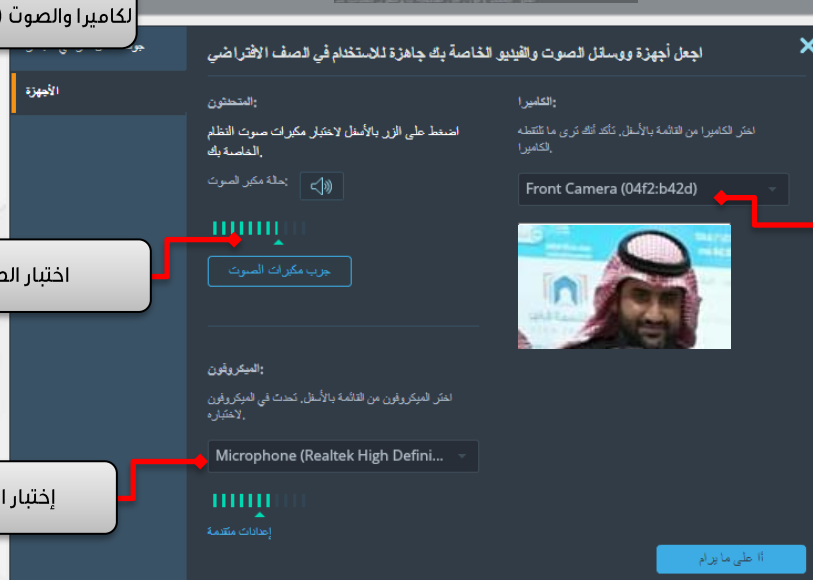 لكاميرا والصوت (
اجعل أجهزة ووسائل الصوت والفيديو الخاصة بك جاهزة للاستخدام في الصف الافتراضي
الأجهزة
الكاميرا:
اختر الكاميرا من القائمة بالأسفل. تأكد أنك ترى ما تلتقطه
الكاميرا.
Front Camera (04f2:b42d)
المتحدثون:
اضغط على الزر بالأسفل لاختبار مكبرات صوت النظام
الخاصة بك.
حالة مكبر الصوت:
جرب مكبرات الصوت
اختبار
الميكروفون:
اختر الميكروفون من القائمة بالأسفل. تحدث في الميكروفون
لاختباره.
Microphone (Realtek High Defini...
إختبار
إعدادات متقدمة
على ما يرام